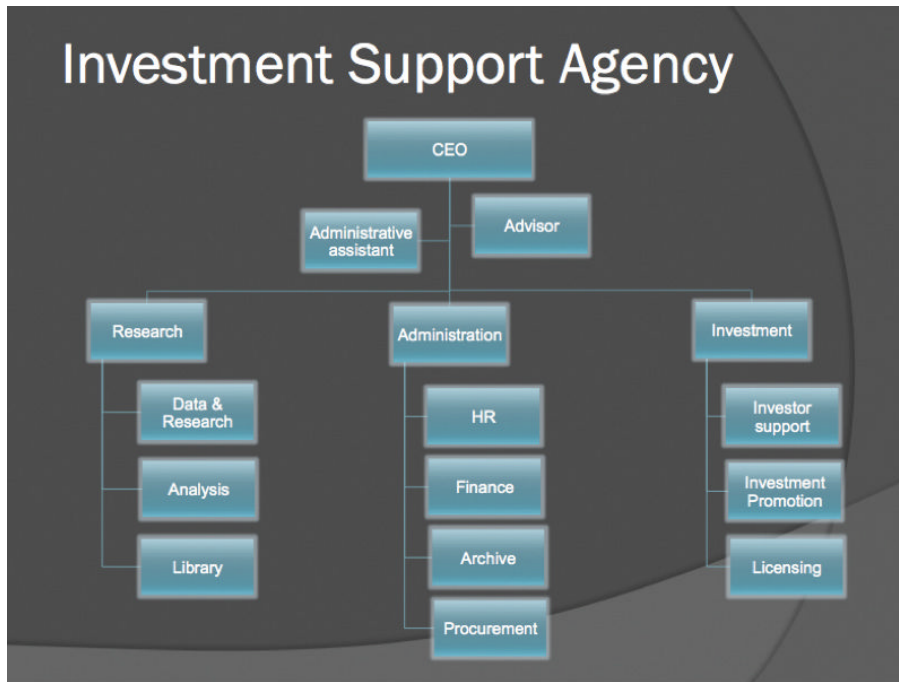 Investment Support Agency
CEO
Administrative
assistant
Advisor
Research
Data &
Research
Analysis
Library
Administration
HR
Finance
Archive
Procurement
Investment
Investor
support
Investment
Promotion
Licensing